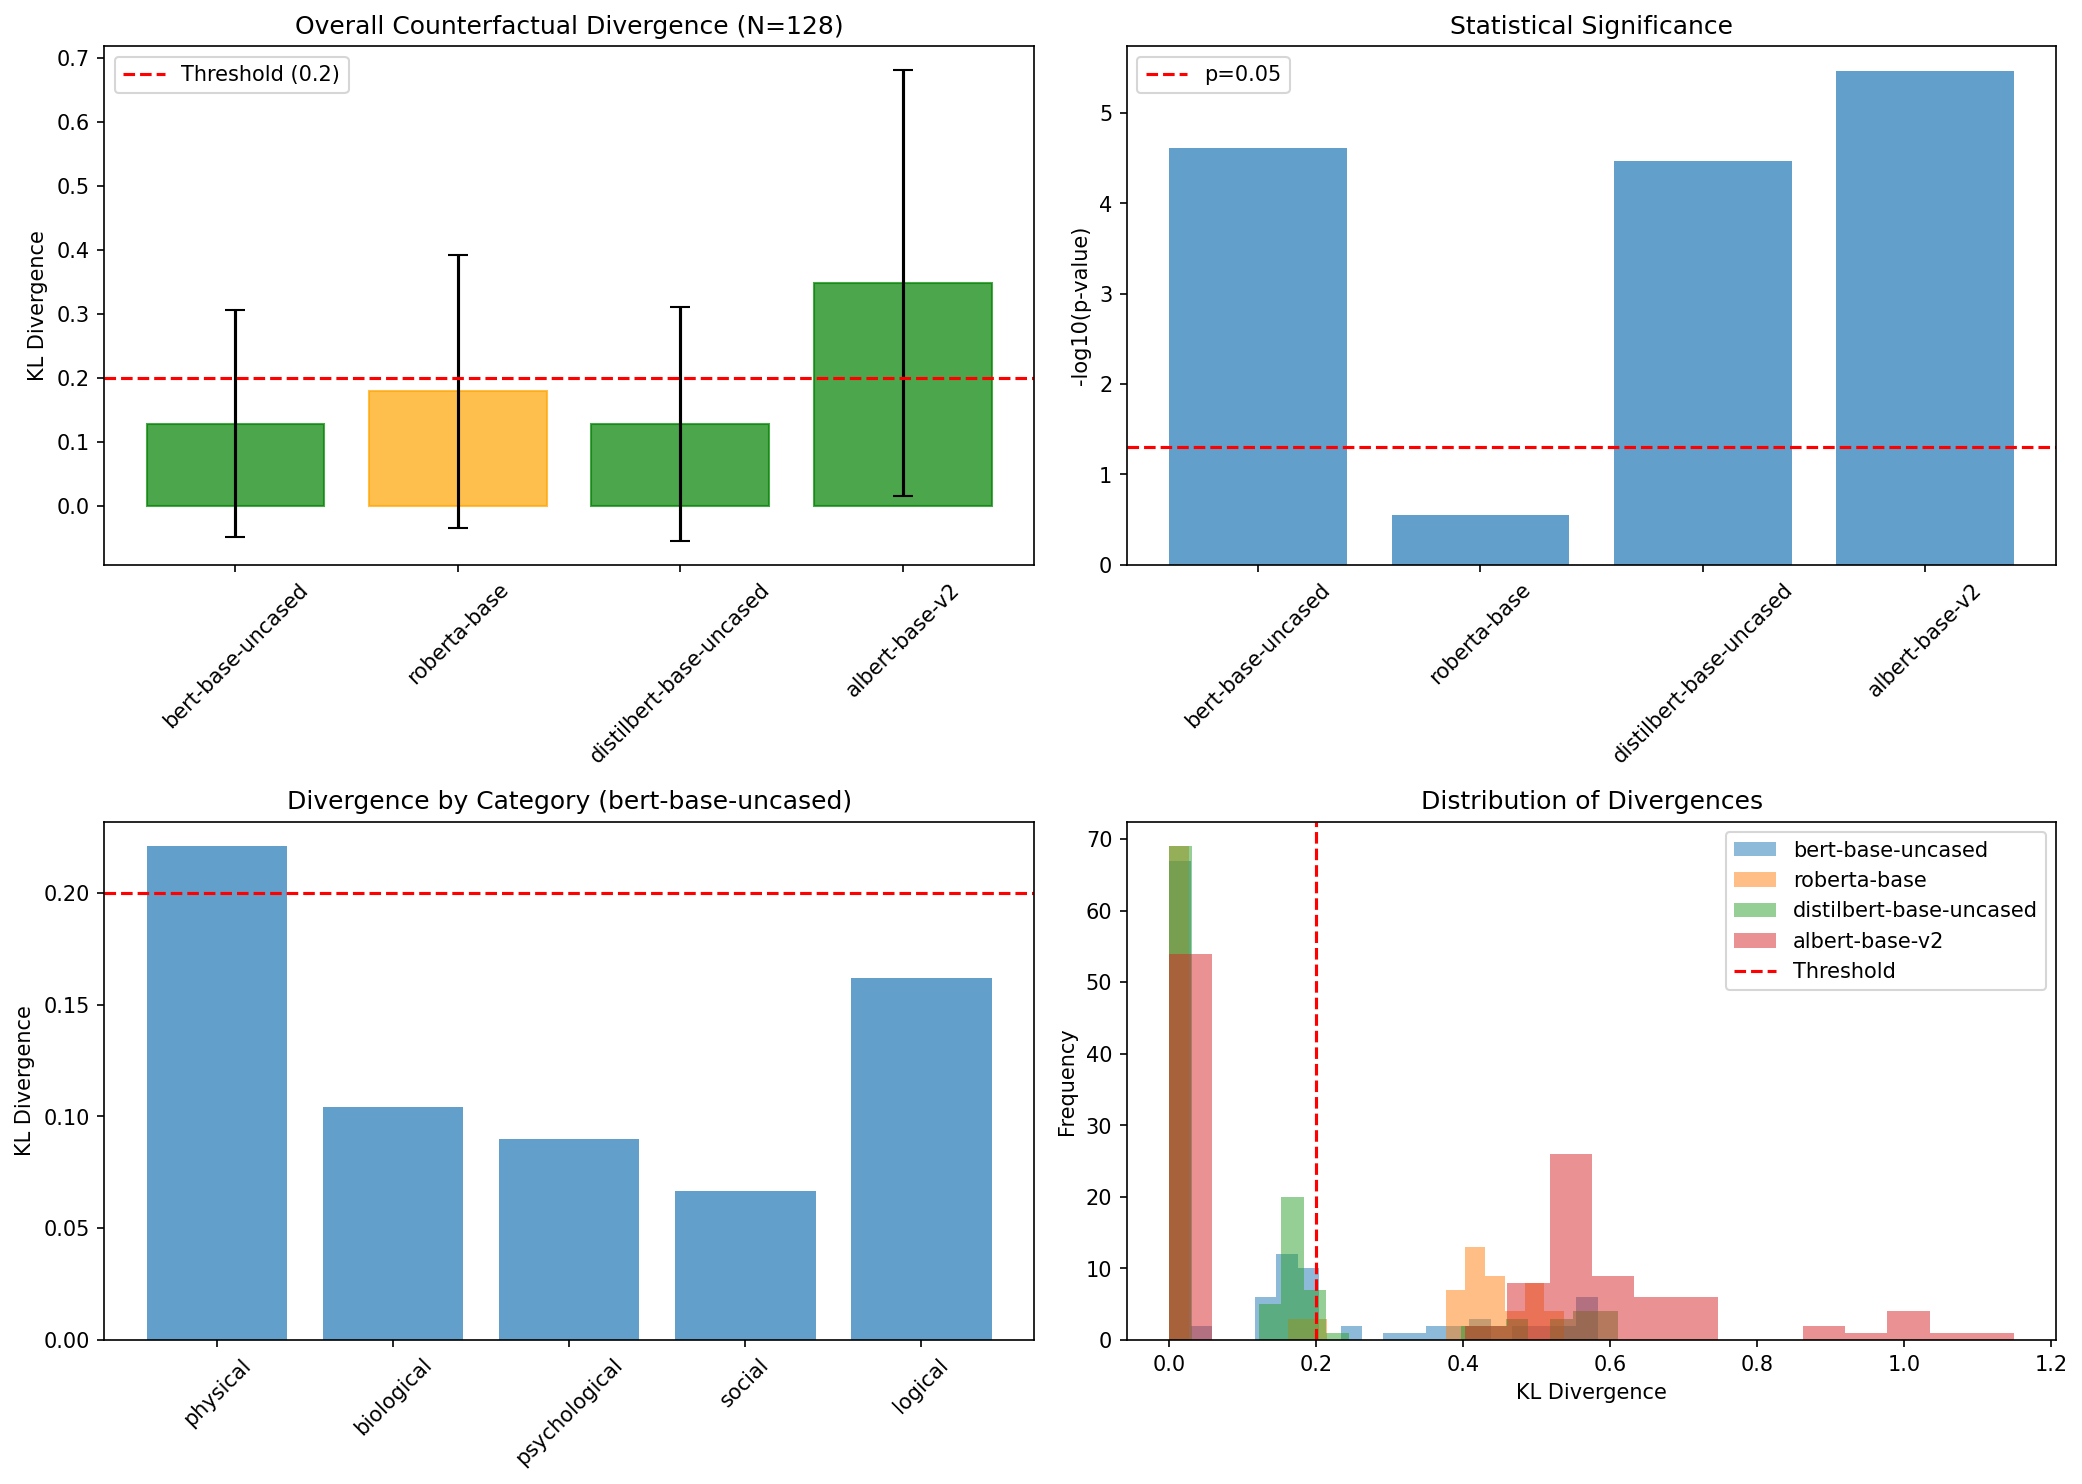 Overall Counterfactual Divergence (N=128)
Threshold (0.2)
KL Divergence
0.7
0.6
0.5
0.4
0.3
0.2
0.1
0.0
bert-base-uncased
roberta-base
distilbert-base-uncased
albert-base-v2
Statistical Significance
p=0.05
-log10(p-value)
5
4
3
2
1
0
bert-base-uncased
roberta-base
distilbert-base-uncased
albert-base-v2
Divergence by Category (bert-base-uncased)
KL Divergence
0.20
0.15
0.10
0.05
0.00
physical
biological
psychological
social
logical
Distribution of Divergences
bert-base-uncased
roberta-base
distilbert-base-uncased
albert-base-v2
Threshold
Frequency
70
60
50
40
30
20
10
0
0.0
0.2
0.4
0.6
0.8
1.0
1.2
KL Divergence